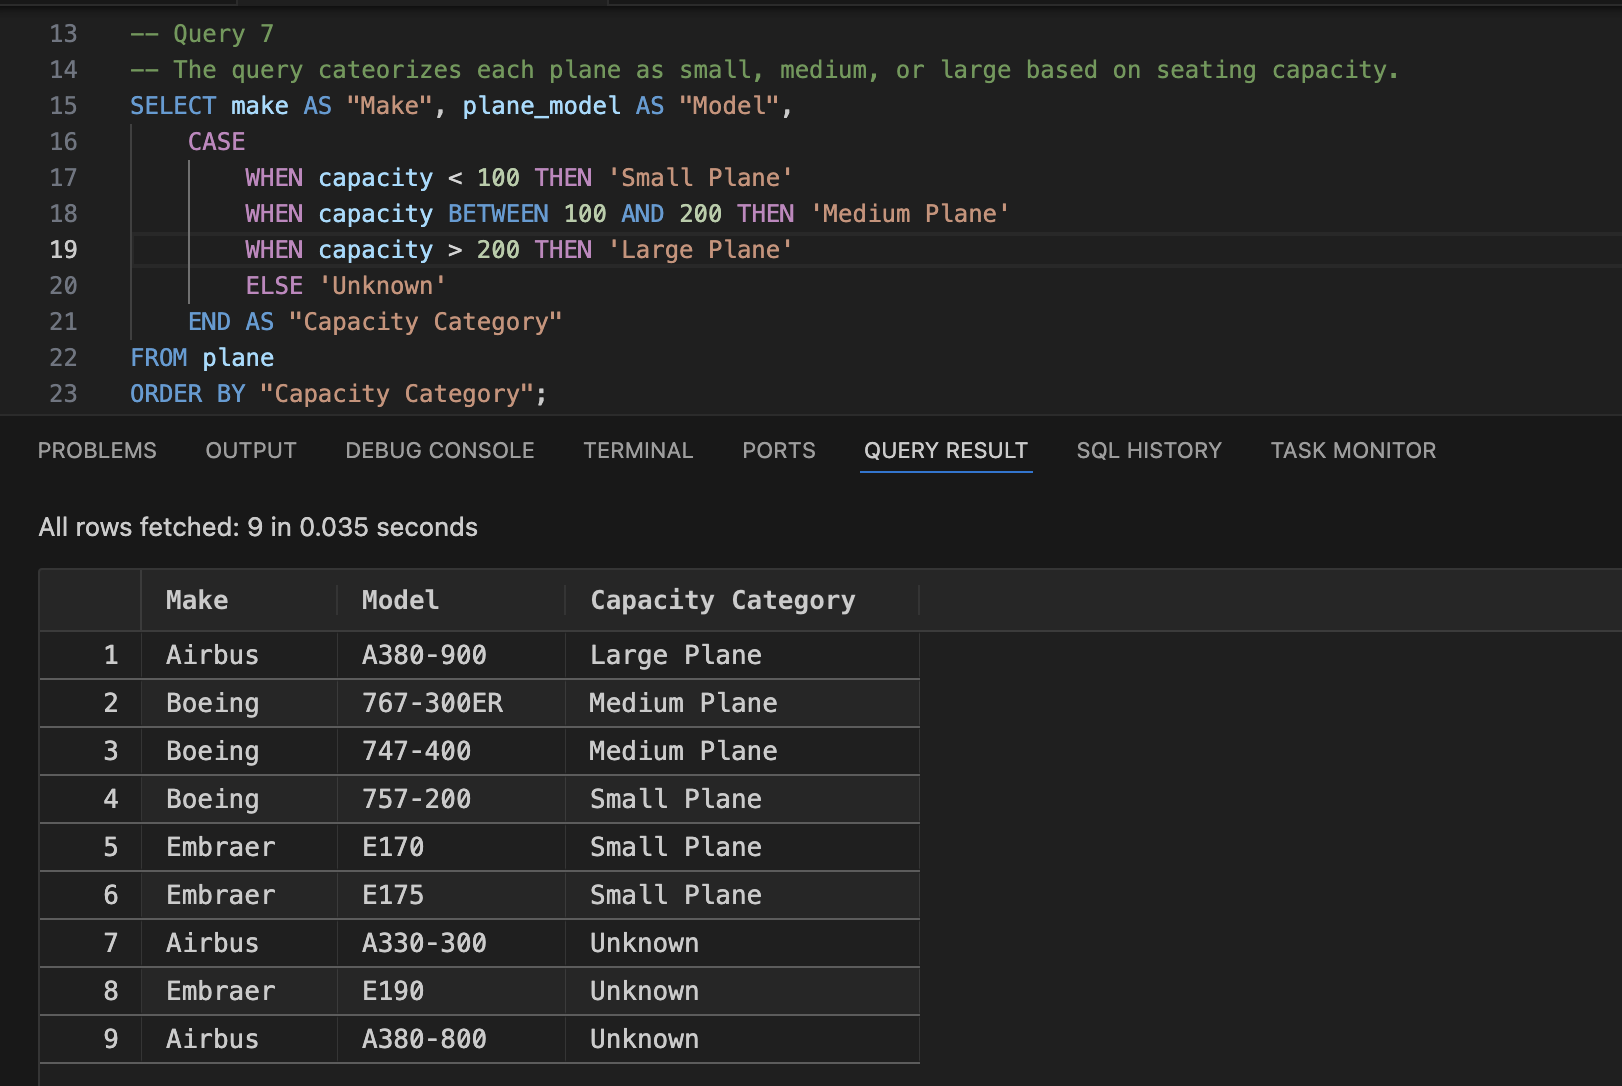 13 -- Query 7
14 -- The query cateorizes each plane as small, medium, or large based on seating capacity.
15 SELECT make AS "Make", plane_model AS "Model",
16 CASE
17 WHEN capacity < 100 THEN 'Small Plane'
18 WHEN capacity BETWEEN 100 AND 200 THEN 'Medium Plane'
19 WHEN capacity > 200 THEN 'Large Plane'
20 ELSE 'Unknown'
21 END AS "Capacity Category"
22 FROM plane
23 ORDER BY "Capacity Category";
PROBLEMS OUTPUT DEBUG CONSOLE TERMINAL PORTS QUERY RESULT SQL HISTORY TASK MONITOR
All rows fetched: 9 in 0.035 seconds
Make Model Capacity Category
1 Airbus A380-900 Large Plane
2 Boeing 767-300ER Medium Plane
3 Boeing 747-400 Medium Plane
4 Boeing 757-200 Small Plane
5 Embraer E170 Small Plane
6 Embraer E175 Small Plane
7 Airbus A330-300 Unknown
8 Embraer E190 Unknown
9 Airbus A380-800 Unknown